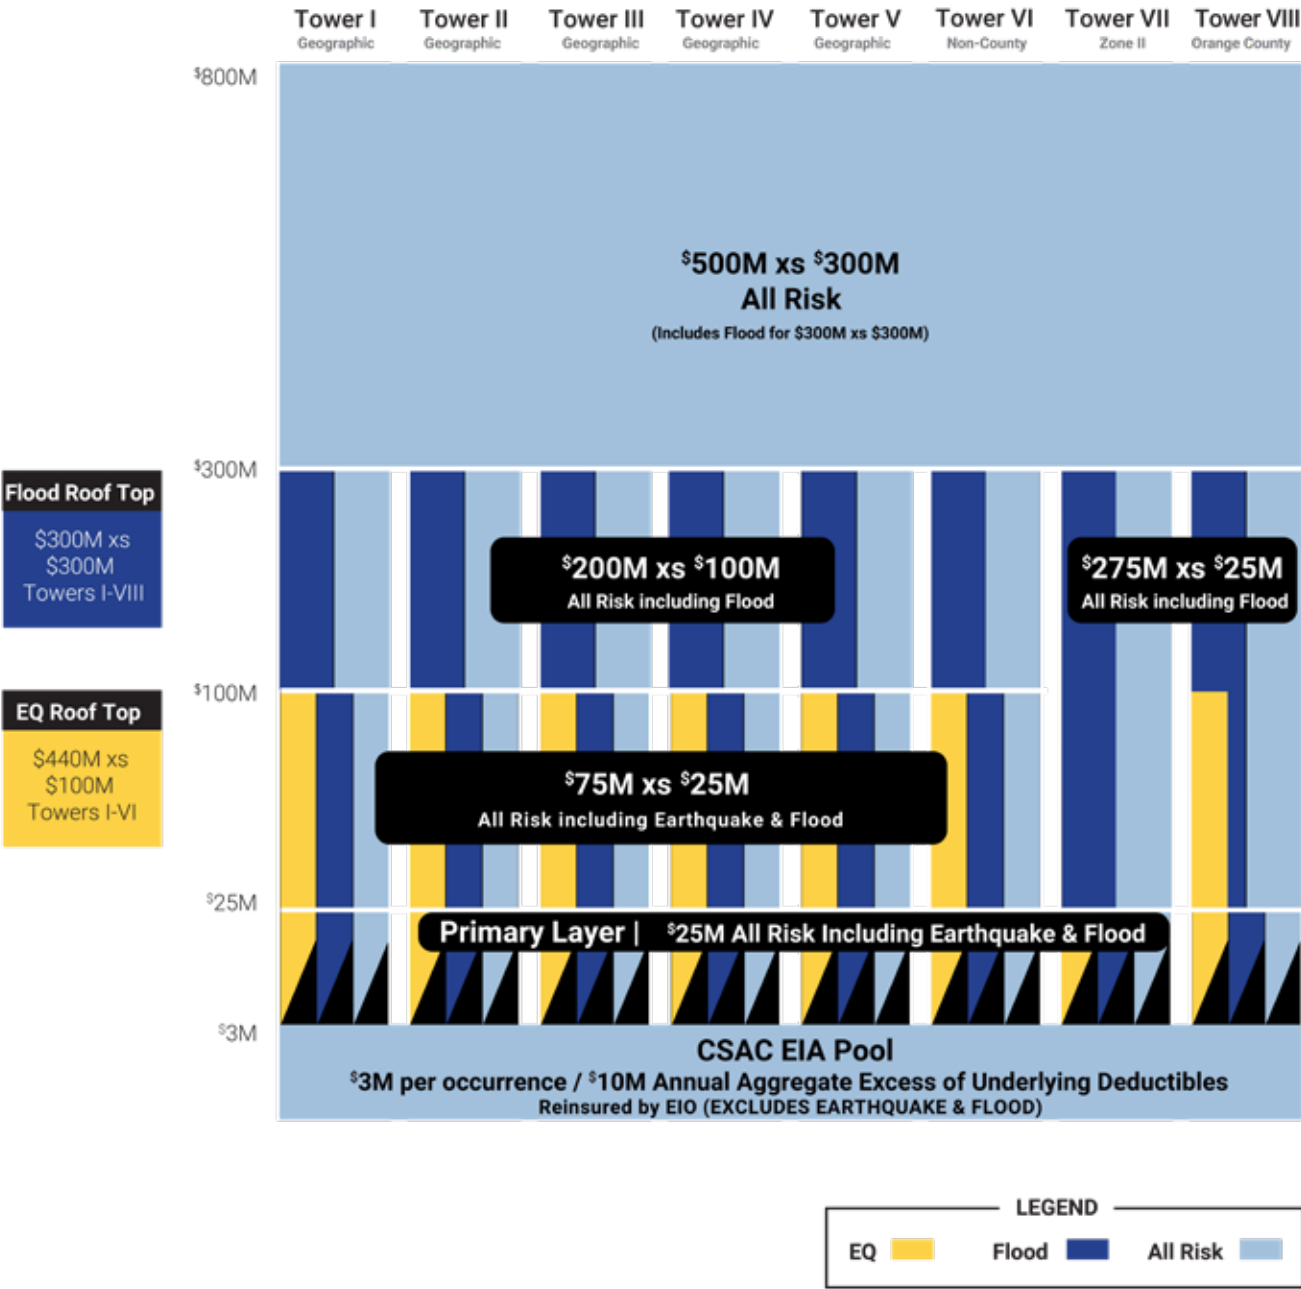 Tower I
Geographic
Tower II
Geographic
Tower III
Geographic
Tower IV
Geographic
Tower V
Geographic
Tower VI
Non-County
Tower VII
Zone II
Tower VIII
Orange County
$800M
$500M xs $300M
All Risk
(Includes Flood for $300M xs $300M)
$300M
Flood Roof Top
$300M xs
$300M
Towers I-VIII
$200M xs $100M
All Risk including Flood
$275M xs $25M
All Risk including Flood
$100M
EQ Roof Top
$440M xs
$100M
Towers I-VI
$75M xs $25M
All Risk including Earthquake & Flood
$25M
Primary Layer | $25M All Risk Including Earthquake & Flood
$3M
CSAC EIA Pool
$3M per occurrence / $10M Annual Aggregate Excess of Underlying Deductibles
Reinsured by EIO (EXCLUDES EARTHQUAKE & FLOOD)
LEGEND
EQ
Flood
All Risk